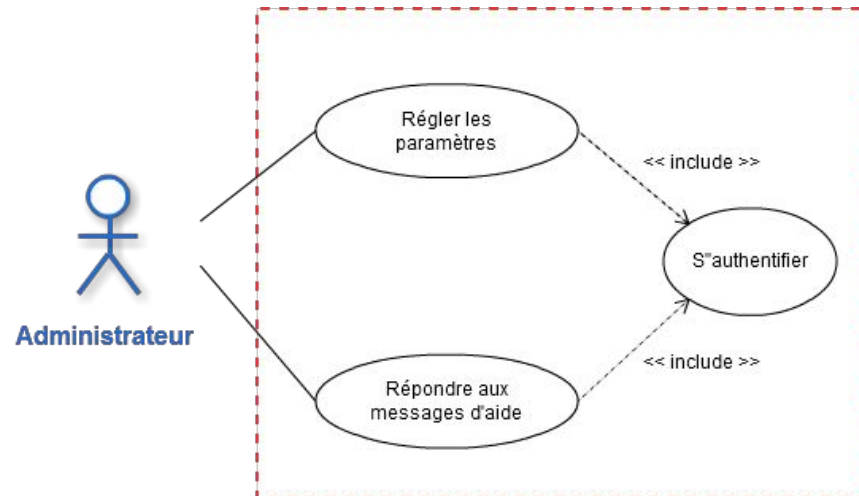 Régler les
paramètres
<< include >>
S"authentifier
Administrateur
<< include >>
Répondre aux
messages d'aide